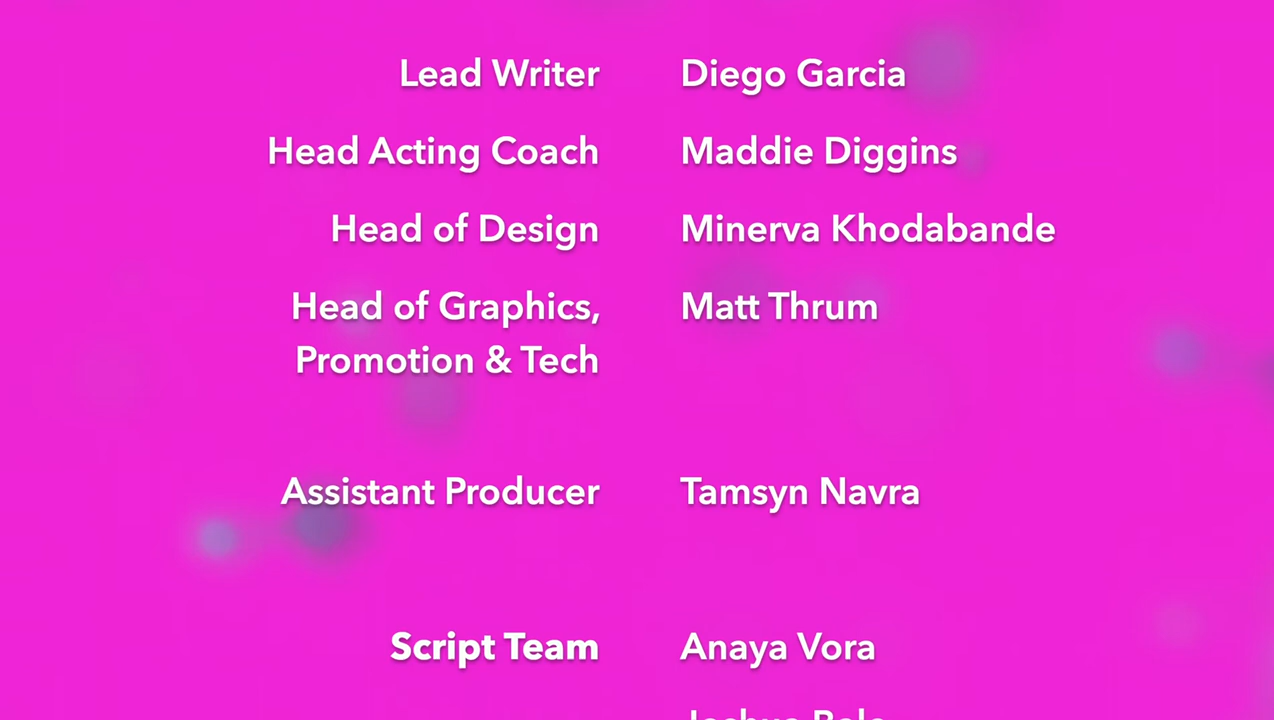 Lead Writer Diego Garcia
Head Acting Coach Maddie Diggins
Head of Design Minerva Khodabande
Head of Graphics, Matt Thrum
Promotion & Tech
Assistant Producer Tamsyn Navra
Script Team Anaya Vora
Joshua